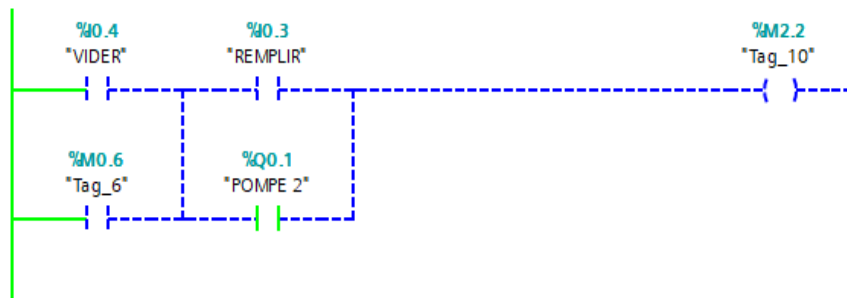 %I0.4
"VIDER"
%I0.3
"REMPLIR"
%M2.2
"Tag_10"
%M0.6
"Tag_6"
%Q0.1
"POMPE 2"